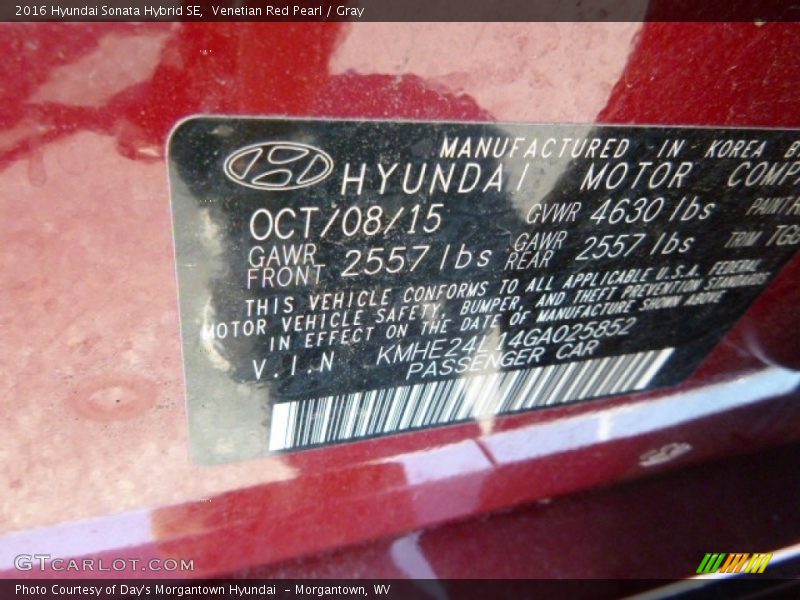 2016 Hyundai Sonata Hybrid SE,  Venetian Red Pearl / Gray
MANUFACTURED IN KOREA B
HYUNDAI MOTOR COMPA
OCT/08/15 GVWR 4630 lbs PAINT
GAWR FRONT 2557 lbs GAWR REAR 2557 lbs TRIM
THIS VEHICLE CONFORMS TO ALL APPLICABLE U.S.A. FEDERAL
MOTOR VEHICLE SAFETY, BUMPER, AND THEFT PREVENTION STANDARDS
IN EFFECT ON THE DATE OF MANUFACTURE SHOWN ABOVE
V.I.N KMHE24L14GA025852
PASSENGER CAR
GTCARLOT.COM
Photo Courtesy of Day's Morgantown Hyundai  - Morgantown, WV